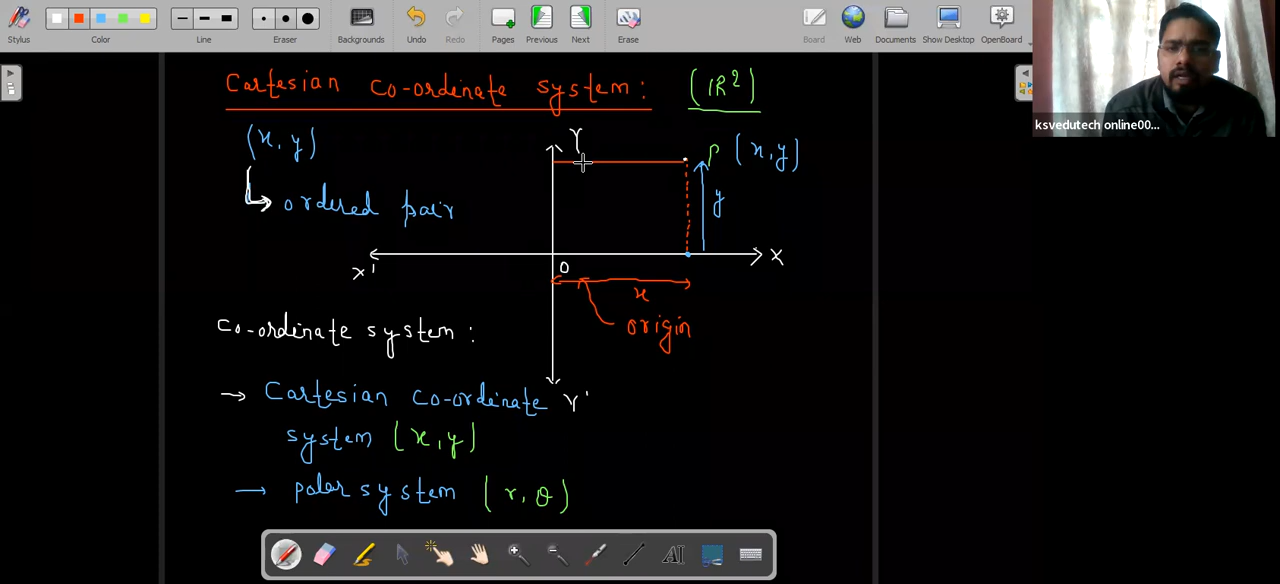 Stylus
Color
Line
Eraser
Backgrounds
Undo
Redo
Pages
Previous
Next
Erase
Board
Web
Documents
Show Desktop
OpenBoard
ksvedutech online00...
Cartesian co-ordinate system: (IR²)
(x, y)
ordered pair
Y
P (x, y)
y
X'
O
X
x
origin
Y'
Co-ordinate system:
→ Cartesian co-ordinate
system (x, y)
→ polar system (r, θ)
AI